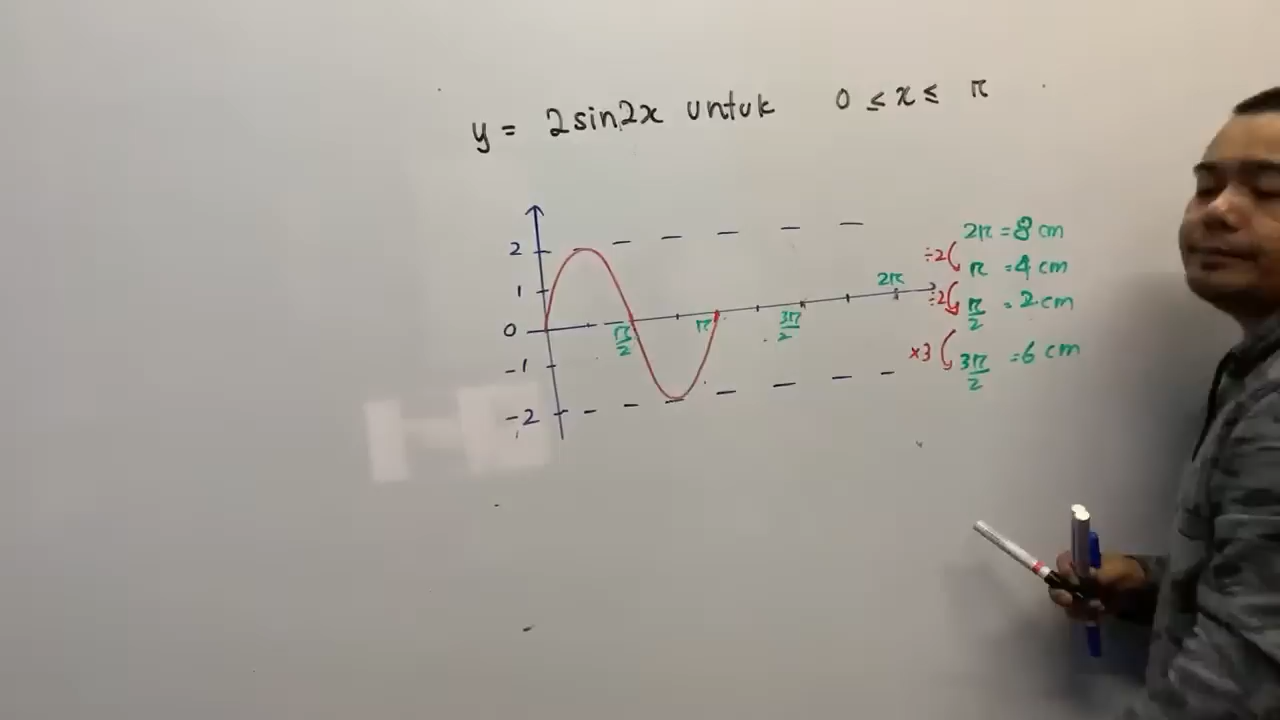 y = 2sin2x untuk 0 ≤ x ≤ π
2
1
0
-1
-2
π/2
π
3π/2
2π
2π = 8 cm
÷2
π = 4 cm
÷2
π/2 = 2 cm
×3
3π/2 = 6 cm